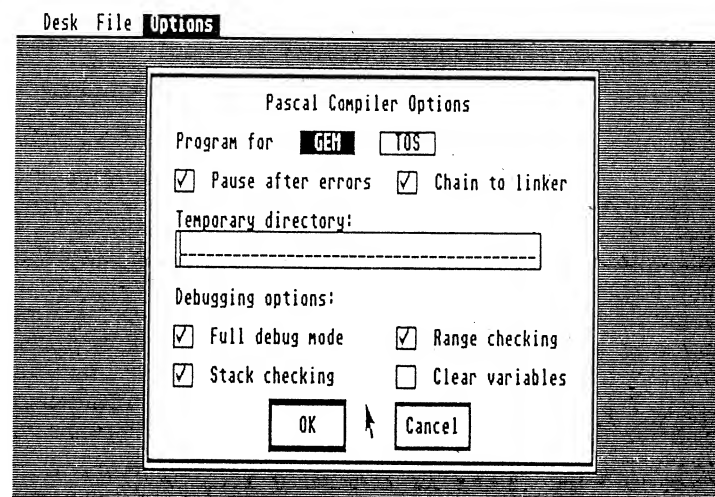 Desk File Options
Pascal Compiler Options
Program for GEM TOS
Pause after errors Chain to linker
Temporary directory:
Debugging options:
Full debug mode Range checking
Stack checking Clear variables
OK Cancel